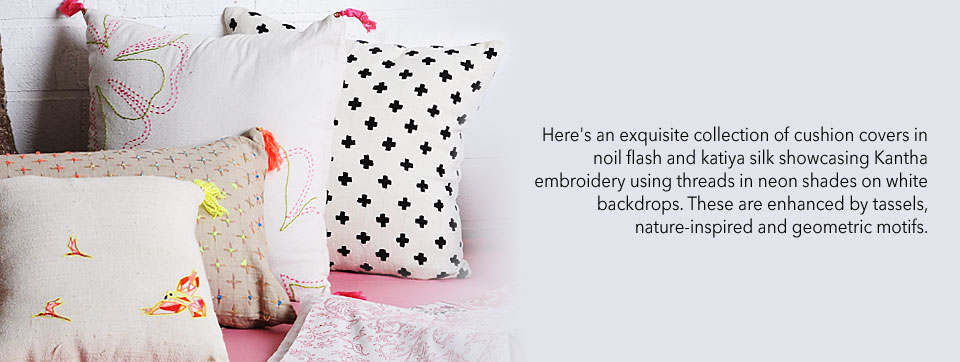 Here's an exquisite collection of cushion covers in
noil flash and katiya silk showcasing Kantha
embroidery using threads in neon shades on white
backdrops. These are enhanced by tassels,
nature-inspired and geometric motifs.